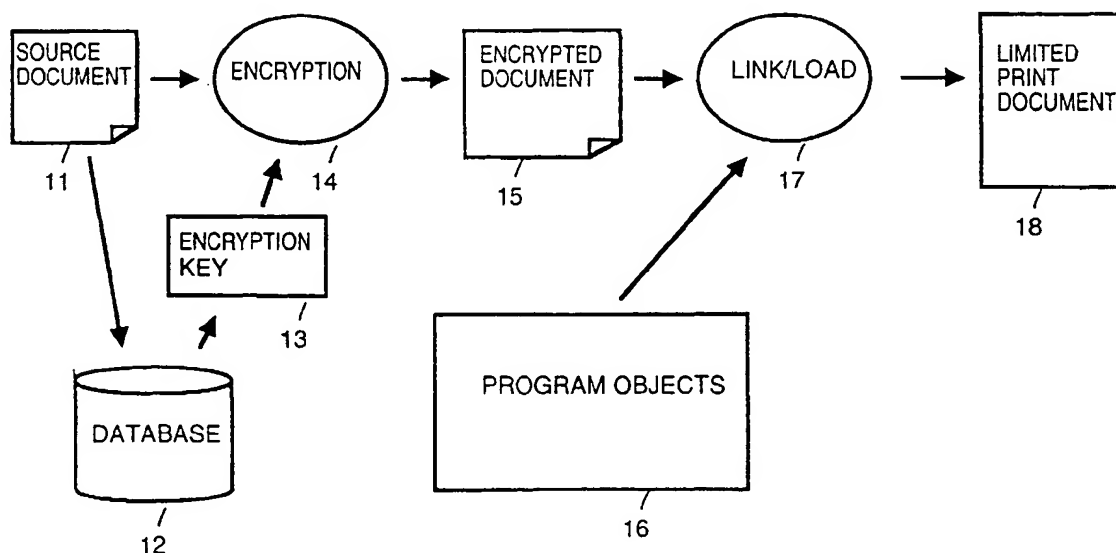 SOURCE
DOCUMENT
11
ENCRYPTION
14
ENCRYPTED
DOCUMENT
15
LINK/LOAD
17
LIMITED
PRINT
DOCUMENT
18
ENCRYPTION
KEY
13
DATABASE
12
PROGRAM OBJECTS
16